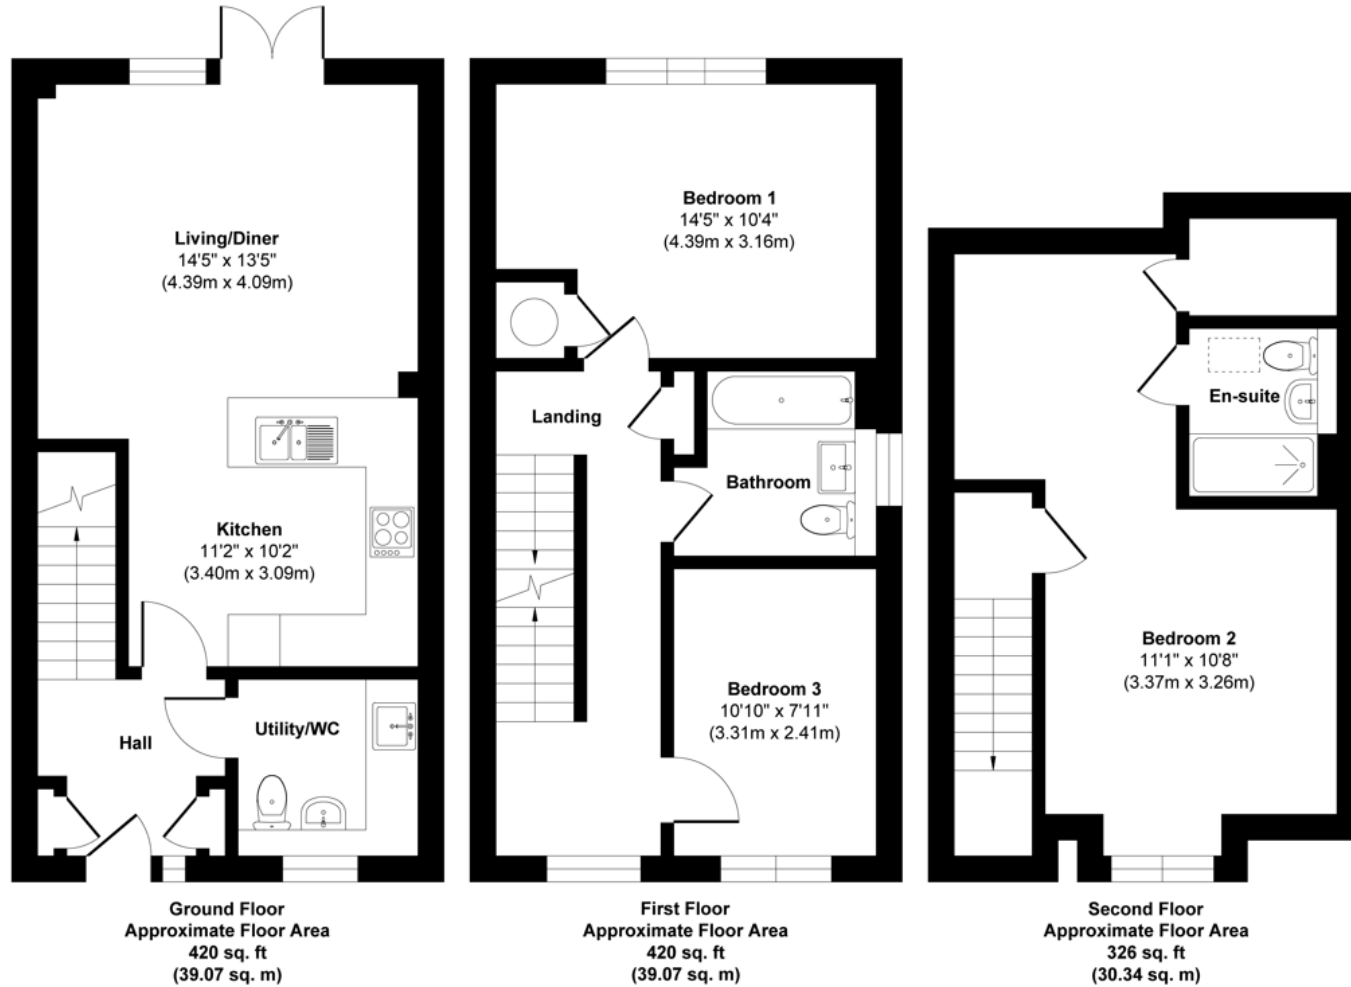 Living/Diner
14'5" x 13'5"
(4.39m x 4.09m)
Kitchen
11'2" x 10'2"
(3.40m x 3.09m)
Utility/WC
Hall
Ground Floor
Approximate Floor Area
420 sq. ft
(39.07 sq. m)
Bedroom 1
14'5" x 10'4"
(4.39m x 3.16m)
Landing
Bathroom
Bedroom 3
10'10" x 7'11"
(3.31m x 2.41m)
First Floor
Approximate Floor Area
420 sq. ft
(39.07 sq. m)
En-suite
Bedroom 2
11'1" x 10'8"
(3.37m x 3.26m)
Second Floor
Approximate Floor Area
326 sq. ft
(30.34 sq. m)